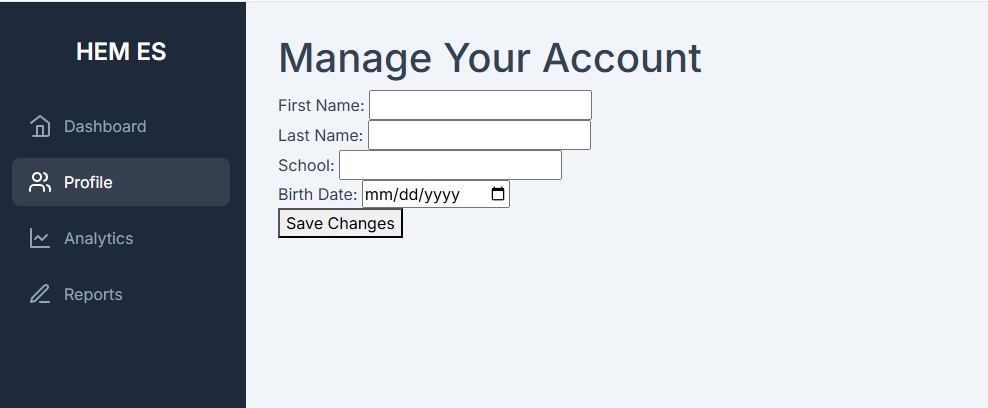 HEM ES
Dashboard
Profile
Analytics
Reports
Manage Your Account
First Name:
Last Name:
School:
Birth Date: mm/dd/yyyy
Save Changes